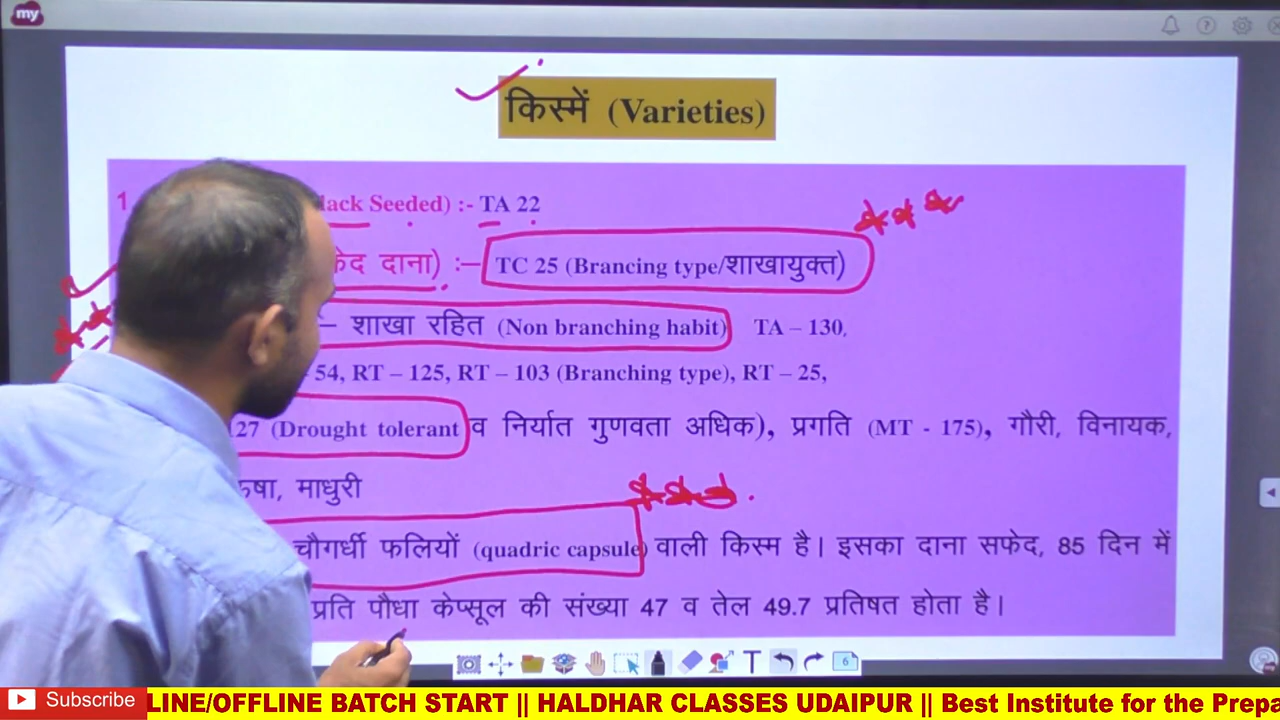 my
किस्में (Varieties)
1
lack Seeded) :- TA 22
फेद दाना) :– TC 25 (Brancing type/शाखायुक्त)
– शाखा रहित (Non branching habit) TA – 130,
54, RT – 125, RT – 103 (Branching type), RT – 25,
127 (Drought tolerant व निर्यात गुणवता अधिक), प्रगति (MT - 175), गौरी, विनायक,
माधुरी
चौगर्धी फलियों (quadric capsule) वाली किस्म है। इसका दाना सफेद, 85 दिन में
प्रति पौधा केप्सूल की संख्या 47 व तेल 49.7 प्रतिषत होता है।
T 6
Subscribe LINE/OFFLINE BATCH START || HALDHAR CLASSES UDAIPUR || Best Institute for the Prepa